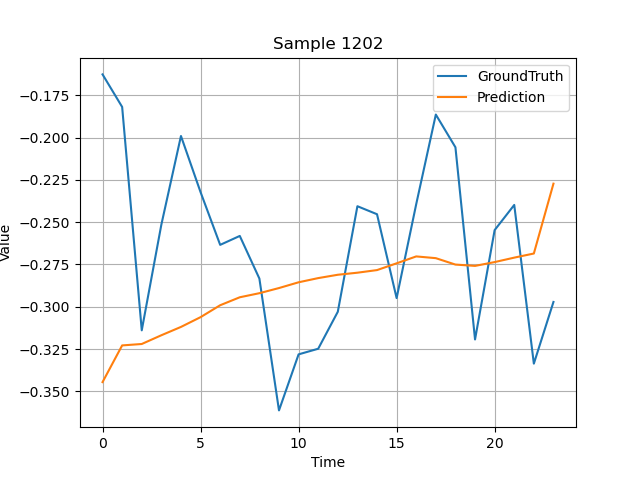 Sample 1202
GroundTruth
Prediction
−0.175
−0.200
−0.225
−0.250
−0.275
−0.300
−0.325
−0.350
Value
0 5 10 15 20
Time